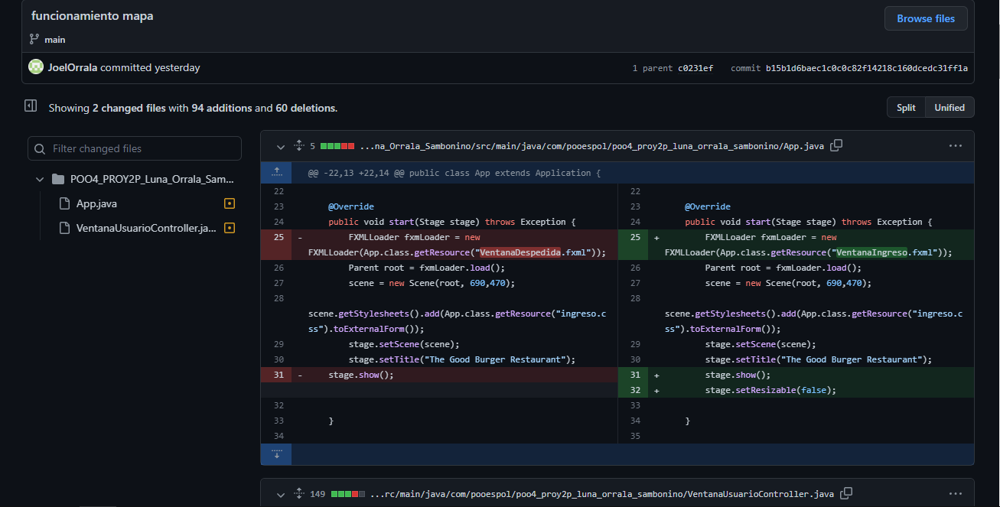 funcionamiento mapa
Browse files
main
JoelOrrala committed yesterday
1 parent c0231ef commit b15b1d6baec1c0c0c82f14218c160dcedc31ff1a
Showing 2 changed files with 94 additions and 60 deletions.
Split Unified
Filter changed files
POO4_PROY2P_Luna_Orrala_Sam...
App.java
VentanaUsuarioController.ja...
5 ...na_Orrala_Sambonino/src/main/java/com/pooespol/poo4_proy2p_luna_orrala_sambonino/App.java
@@ -22,13 +22,14 @@ public class App extends Application {
22
23 @Override
24 public void start(Stage stage) throws Exception {
25 - FXMLLoader fxmLoader = new
FXMLLoader(App.class.getResource("VentanaDespedida.fxml"));
26 Parent root = fxmLoader.load();
27 scene = new Scene(root, 690,470);
28
scene.getStylesheets().add(App.class.getResource("ingreso.c
ss").toExternalForm());
29 stage.setScene(scene);
30 stage.setTitle("The Good Burger Restaurant");
31 - stage.show();
32
33 }
34
22
23 @Override
24 public void start(Stage stage) throws Exception {
25 + FXMLLoader fxmLoader = new
FXMLLoader(App.class.getResource("VentanaIngreso.fxml"));
26 Parent root = fxmLoader.load();
27 scene = new Scene(root, 690,470);
28
scene.getStylesheets().add(App.class.getResource("ingreso.c
ss").toExternalForm());
29 stage.setScene(scene);
30 stage.setTitle("The Good Burger Restaurant");
31 + stage.show();
32 + stage.setResizable(false);
33
34 }
35
149 ...rc/main/java/com/pooespol/poo4_proy2p_luna_orrala_sambonino/VentanaUsuarioController.java